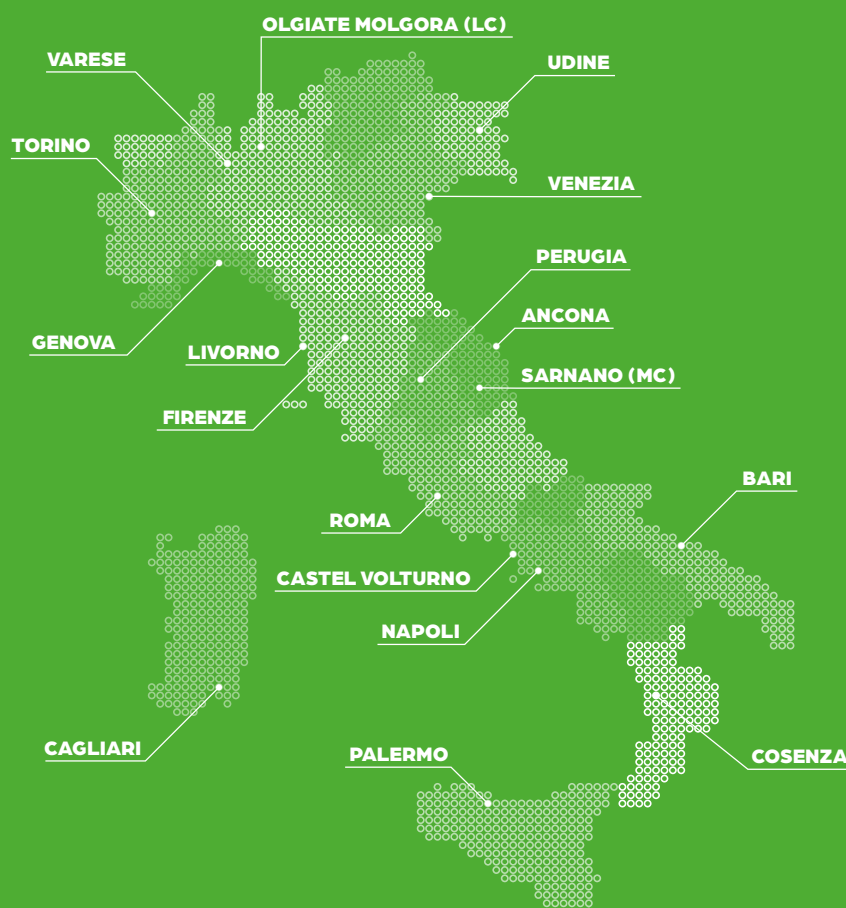 OLGIATE MOLGORA (LC)
VARESE
UDINE
TORINO
VENEZIA
PERUGIA
ANCONA
GENOVA
LIVORNO
SARNANO (MC)
FIRENZE
BARI
ROMA
CASTEL VOLTURNO
NAPOLI
CAGLIARI
PALERMO
COSENZA